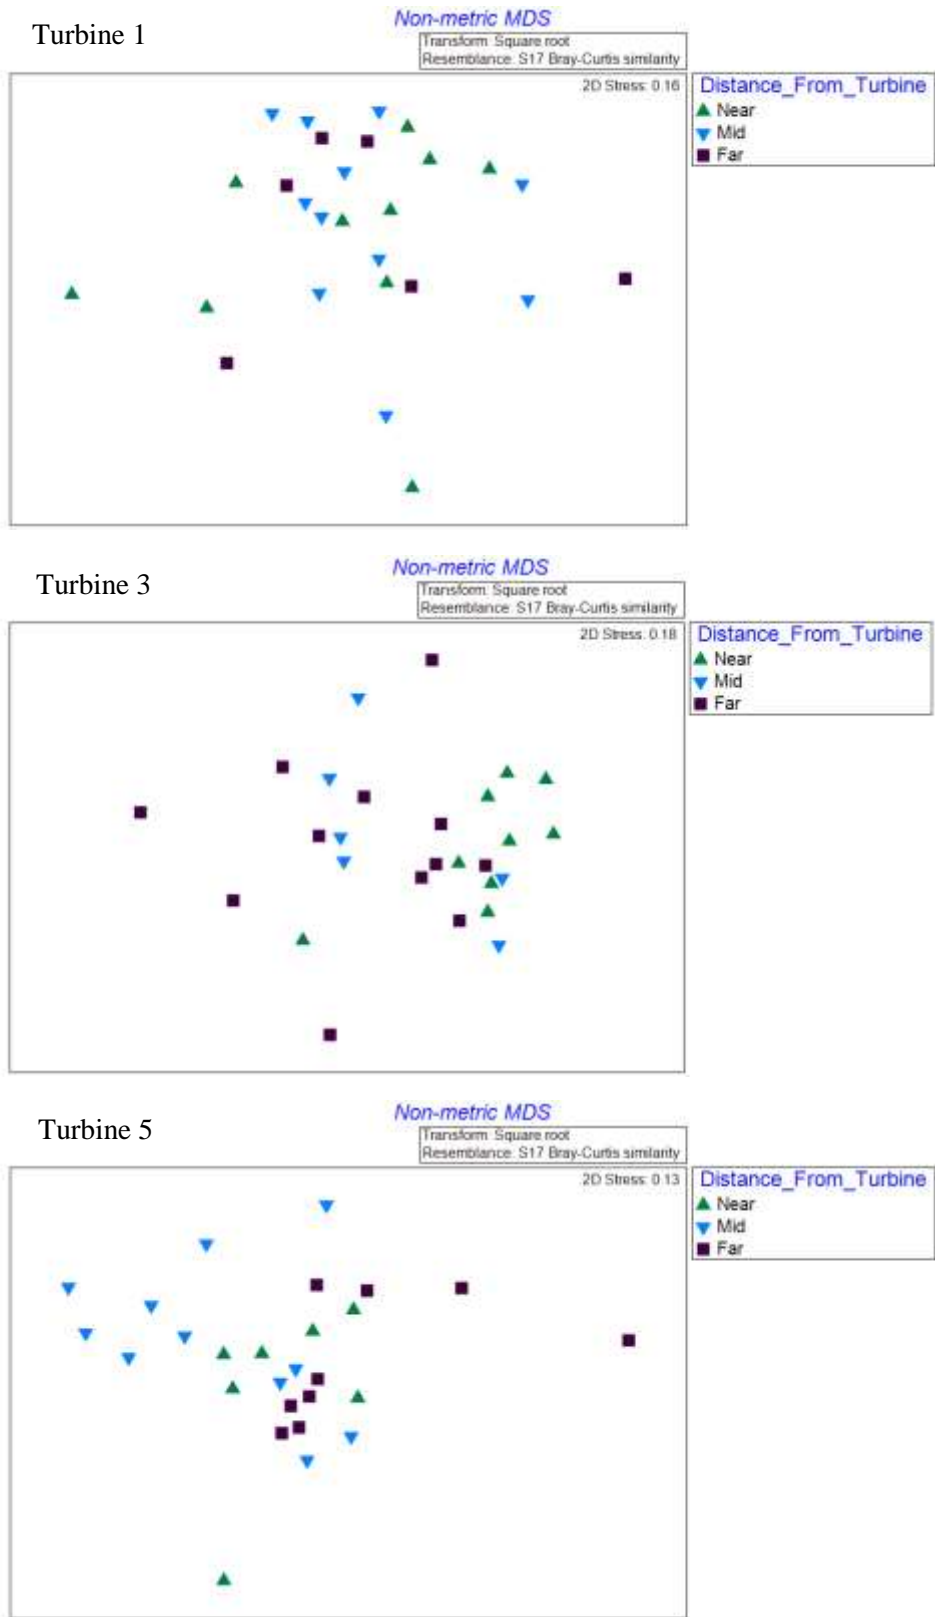 Turbine 1
Non-metric MDS
Transform: Square root
Resemblance: S17 Bray-Curtis similarity
2D Stress: 0.16
Distance_From_Turbine
Near
Mid
Far
Turbine 3
Non-metric MDS
Transform: Square root
Resemblance: S17 Bray-Curtis similarity
2D Stress: 0.18
Distance_From_Turbine
Near
Mid
Far
Turbine 5
Non-metric MDS
Transform: Square root
Resemblance: S17 Bray-Curtis similarity
2D Stress: 0.13
Distance_From_Turbine
Near
Mid
Far